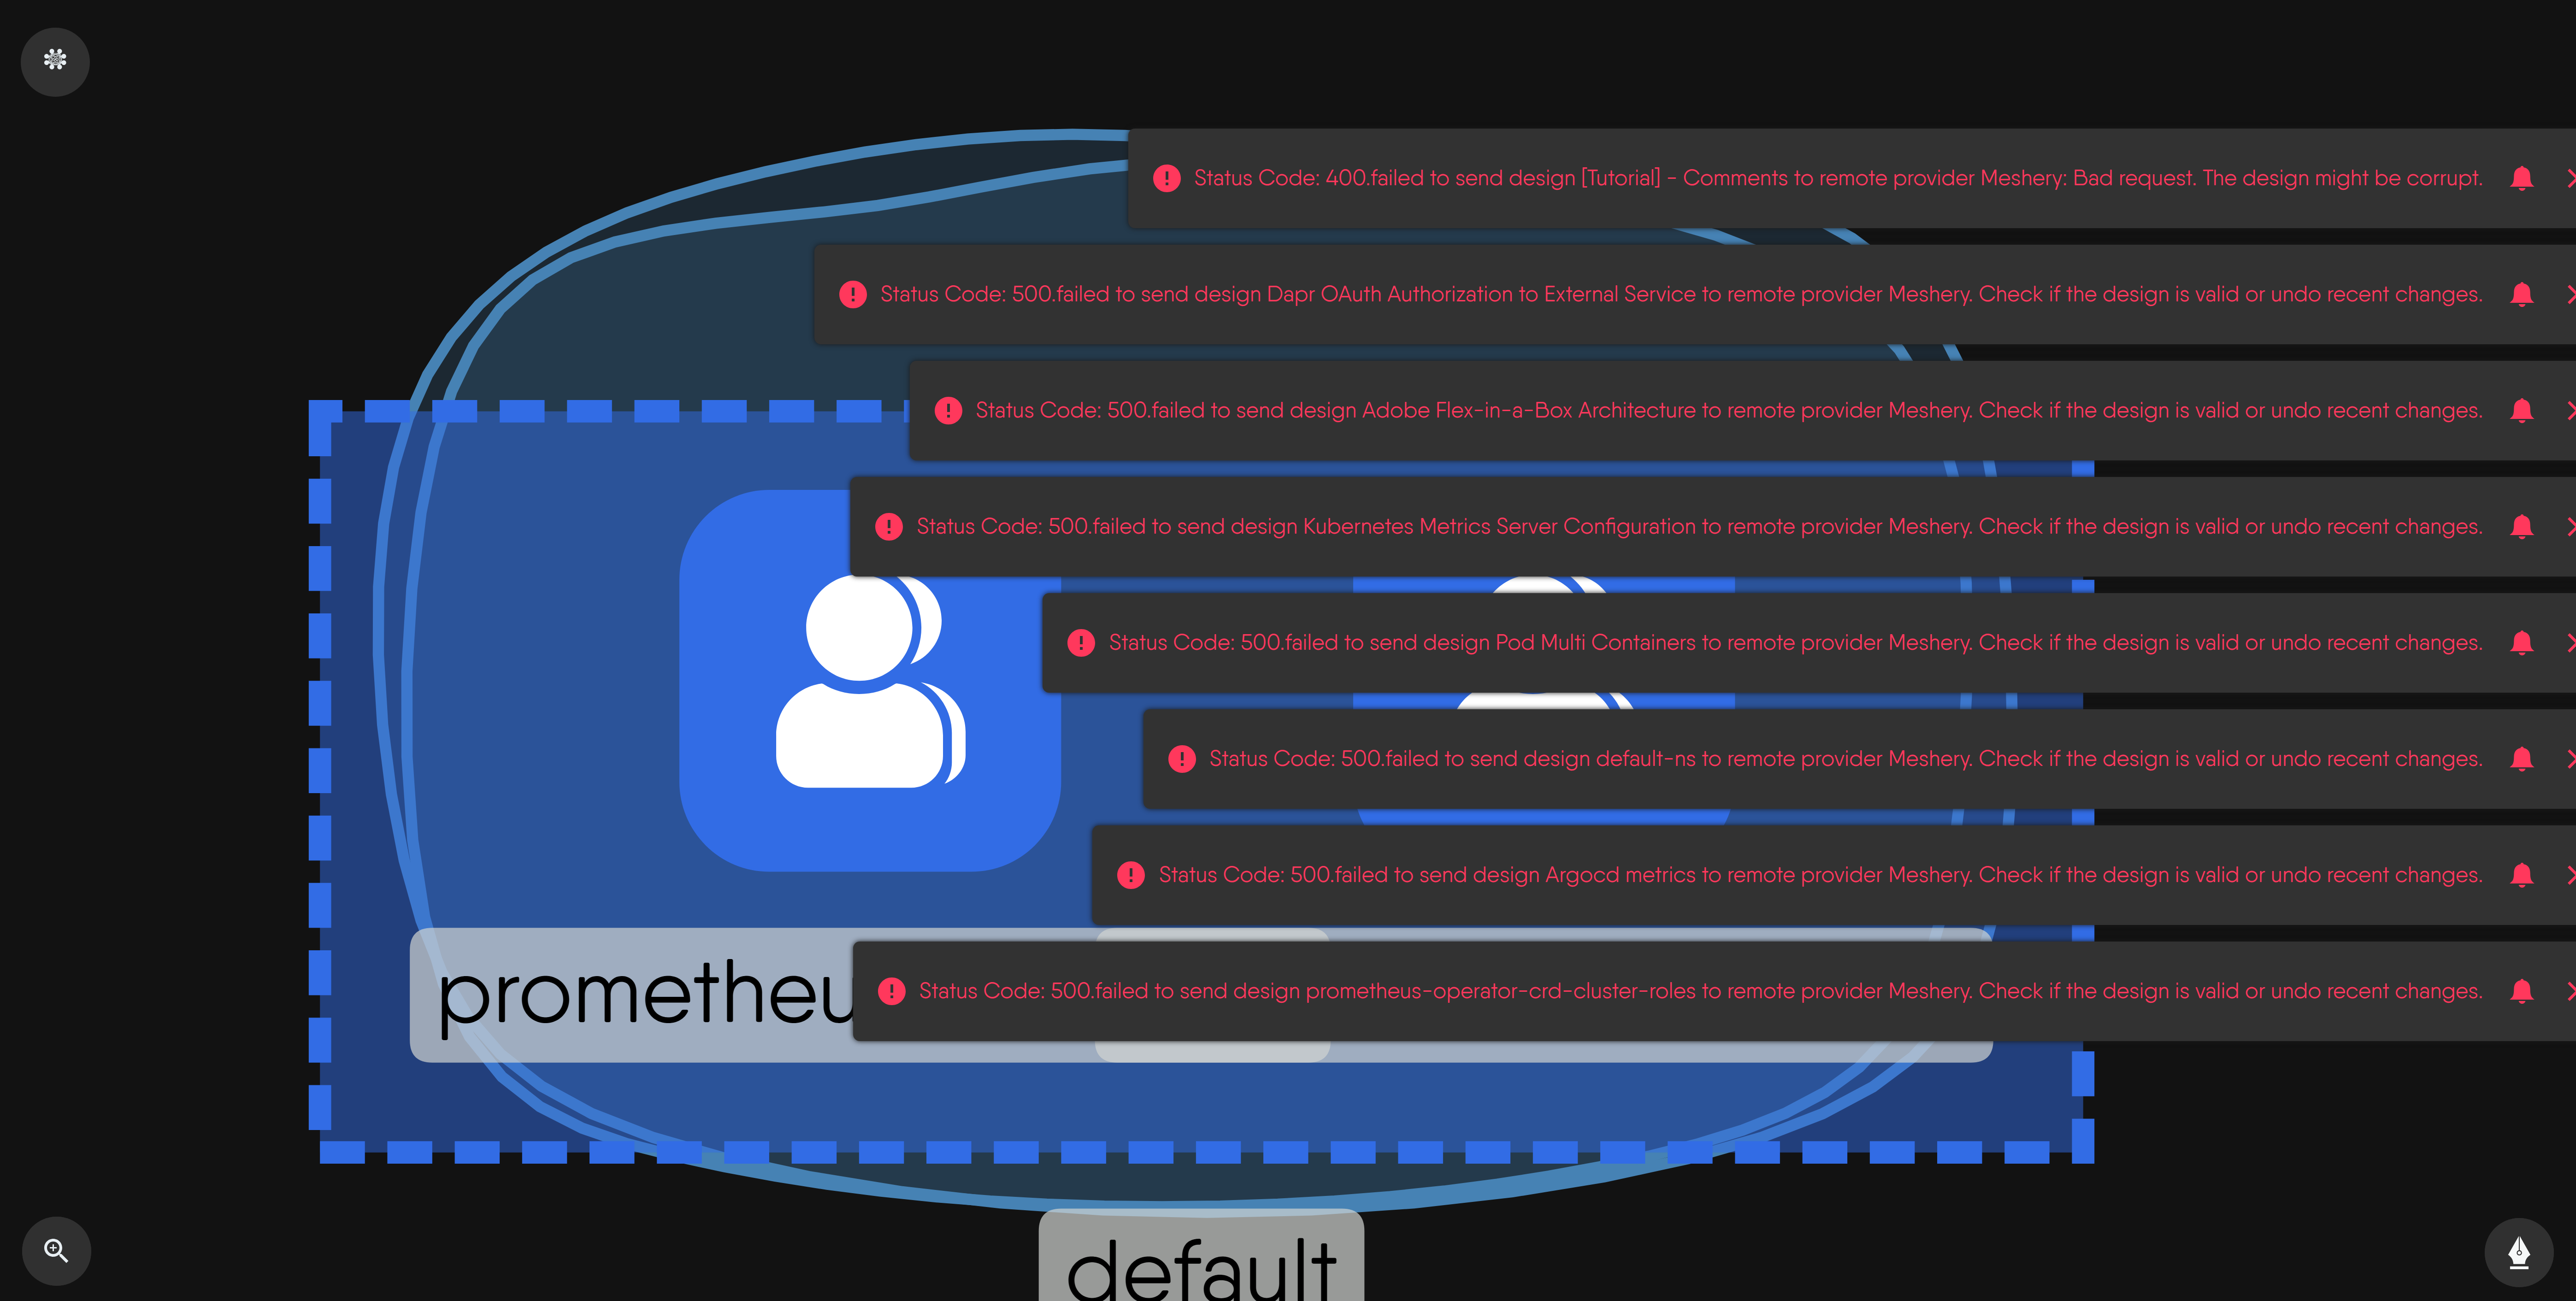 Status Code: 400.failed to send design [Tutorial] - Comments to remote provider Meshery: Bad request. The design might be corrupt.
Status Code: 500.failed to send design Dapr OAuth Authorization to External Service to remote provider Meshery. Check if the design is valid or undo recent changes.
Status Code: 500.failed to send design Adobe Flex-in-a-Box Architecture to remote provider Meshery. Check if the design is valid or undo recent changes.
Status Code: 500.failed to send design Kubernetes Metrics Server Configuration to remote provider Meshery. Check if the design is valid or undo recent changes.
Status Code: 500.failed to send design Pod Multi Containers to remote provider Meshery. Check if the design is valid or undo recent changes.
Status Code: 500.failed to send design default-ns to remote provider Meshery. Check if the design is valid or undo recent changes.
Status Code: 500.failed to send design Argocd metrics to remote provider Meshery. Check if the design is valid or undo recent changes.
prometheu
Status Code: 500.failed to send design prometheus-operator-crd-cluster-roles to remote provider Meshery. Check if the design is valid or undo recent changes.
default